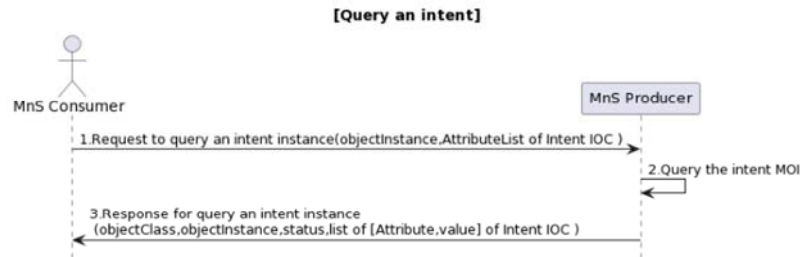 [Query an intent]
MnS Consumer
MnS Producer
1.Request to query an intent instance(objectInstance,AttributeList of Intent IOC )
2.Query the intent MOI
3.Response for query an intent instance
(objectClass,objectInstance,status,list of [Attribute,value] of Intent IOC )